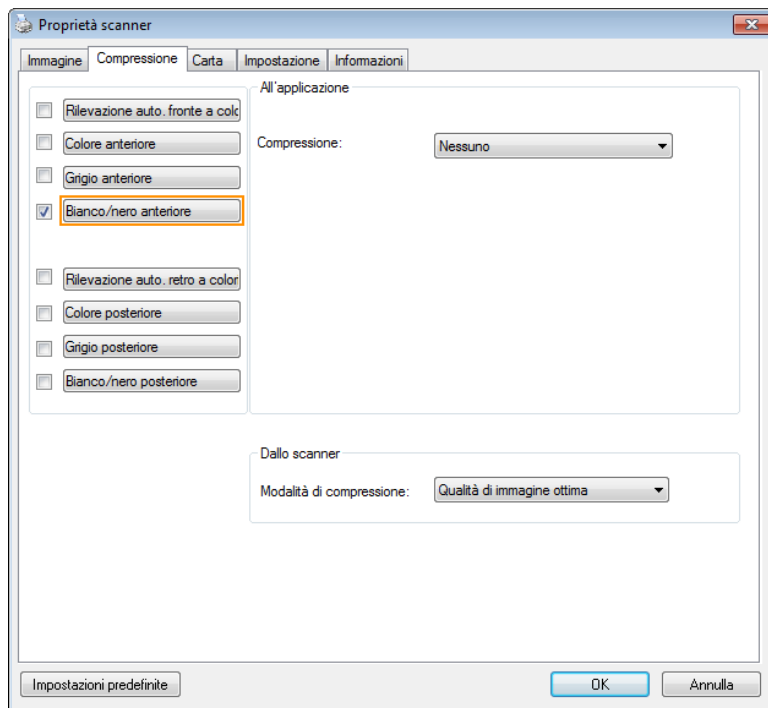 Proprietà scanner
Immagine Compressione Carta Impostazione Informazioni
Rilevazione auto. fronte a colo
Colore anteriore
Grigio anteriore
Bianco/nero anteriore
Rilevazione auto. retro a color
Colore posteriore
Grigio posteriore
Bianco/nero posteriore
All'applicazione
Compressione: Nessuno
Dallo scanner
Modalità di compressione: Qualità di immagine ottima
Impostazioni predefinite OK Annulla